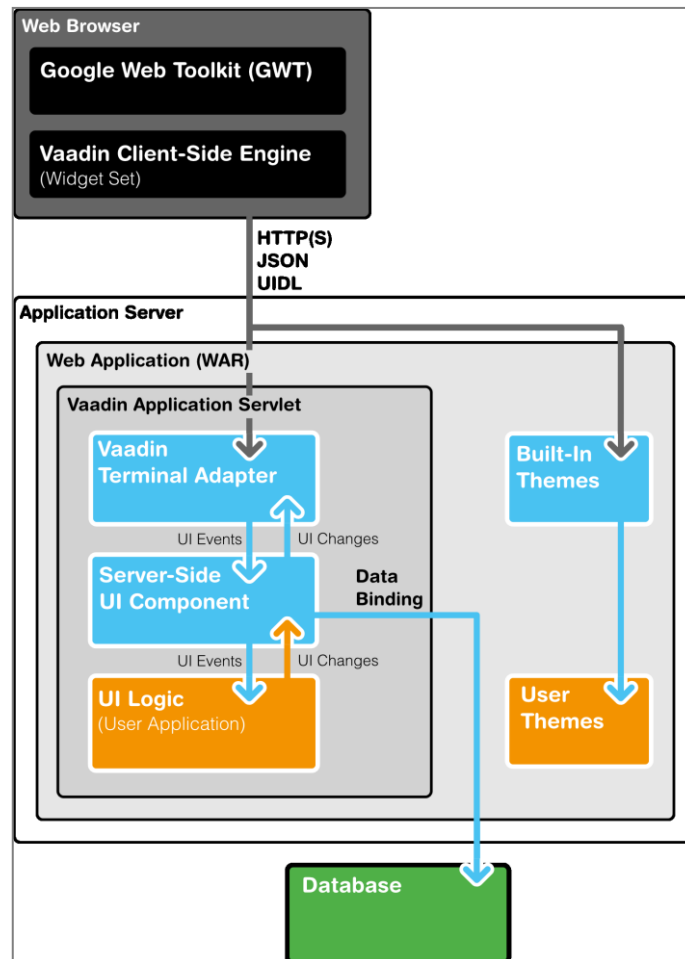 Web Browser
Google Web Toolkit (GWT)
Vaadin Client-Side Engine
(Widget Set)
HTTP(S)
JSON
UIDL
Application Server
Web Application (WAR)
Vaadin Application Servlet
Vaadin
Terminal Adapter
Built-In
Themes
UI Events
UI Changes
Server-Side
UI Component
Data
Binding
UI Events
UI Changes
UI Logic
(User Application)
User
Themes
Database